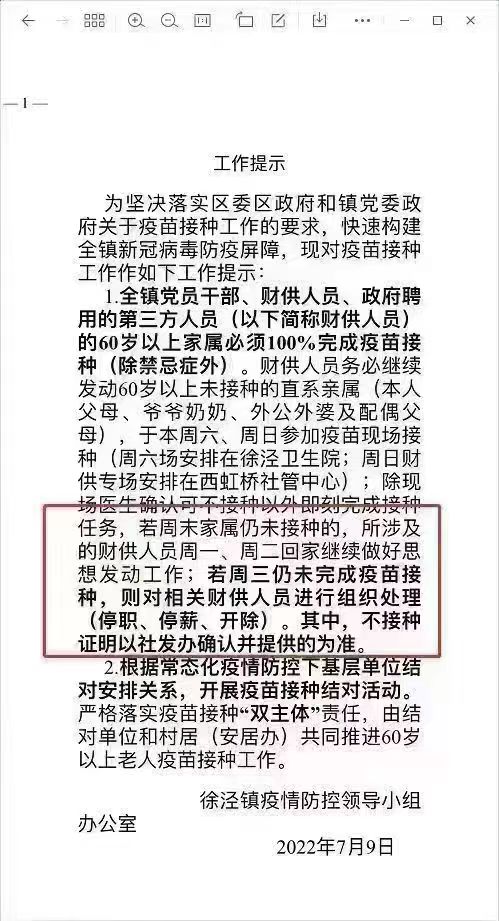 — 1 —
工作提示
为坚决落实区委区政府和镇党委政
府关于疫苗接种工作的要求，快速构建
全镇新冠病毒防疫屏障，现对疫苗接种
工作作如下工作提示：
1.全镇党员干部、财供人员、政府聘
用的第三方人员（以下简称财供人员）
的60岁以上家属必须100%完成疫苗接
种（除禁忌症外）。财供人员务必继续
发动60岁以上未接种的直系亲属（本人
父母、爷爷奶奶、外公外婆及配偶父
母），于本周六、周日参加疫苗现场接
种（周六场安排在徐泾卫生院；周日财
供专场安排在西虹桥社管中心）；除现
场医生确认可不接种以外即刻完成接种
任务，若周末家属仍未接种的，所涉及
的财供人员周一、周二回家继续做好思
想发动工作；若周三仍未完成疫苗接
种，则对相关财供人员进行组织处理
（停职、停薪、开除）。其中，不接种
证明以社发办确认并提供的为准。
2.根据常态化疫情防控下基层单位结
对安排关系，开展疫苗接种结对活动。
严格落实疫苗接种“双主体”责任，由结
对单位和村居（安居办）共同推进60岁
以上老人疫苗接种工作。
徐泾镇疫情防控领导小组
办公室
2022年7月9日